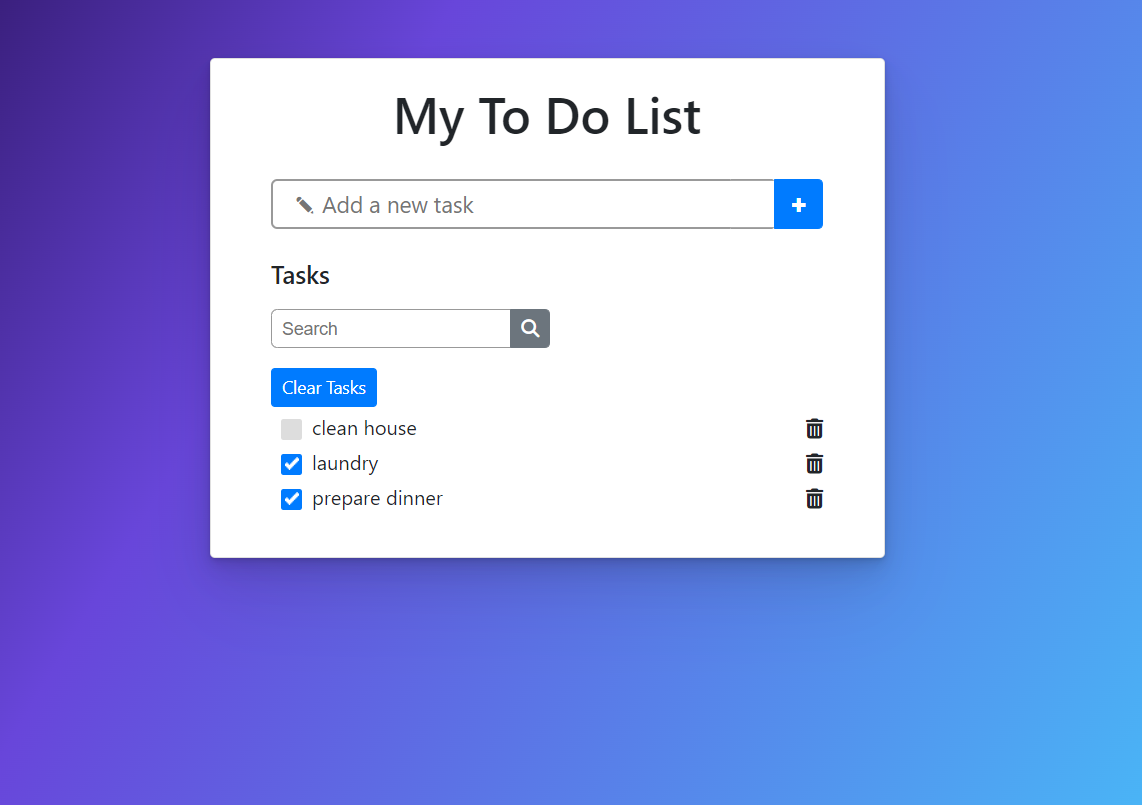 My To Do List
Add a new task
Tasks
Search
Clear Tasks
clean house
laundry
prepare dinner